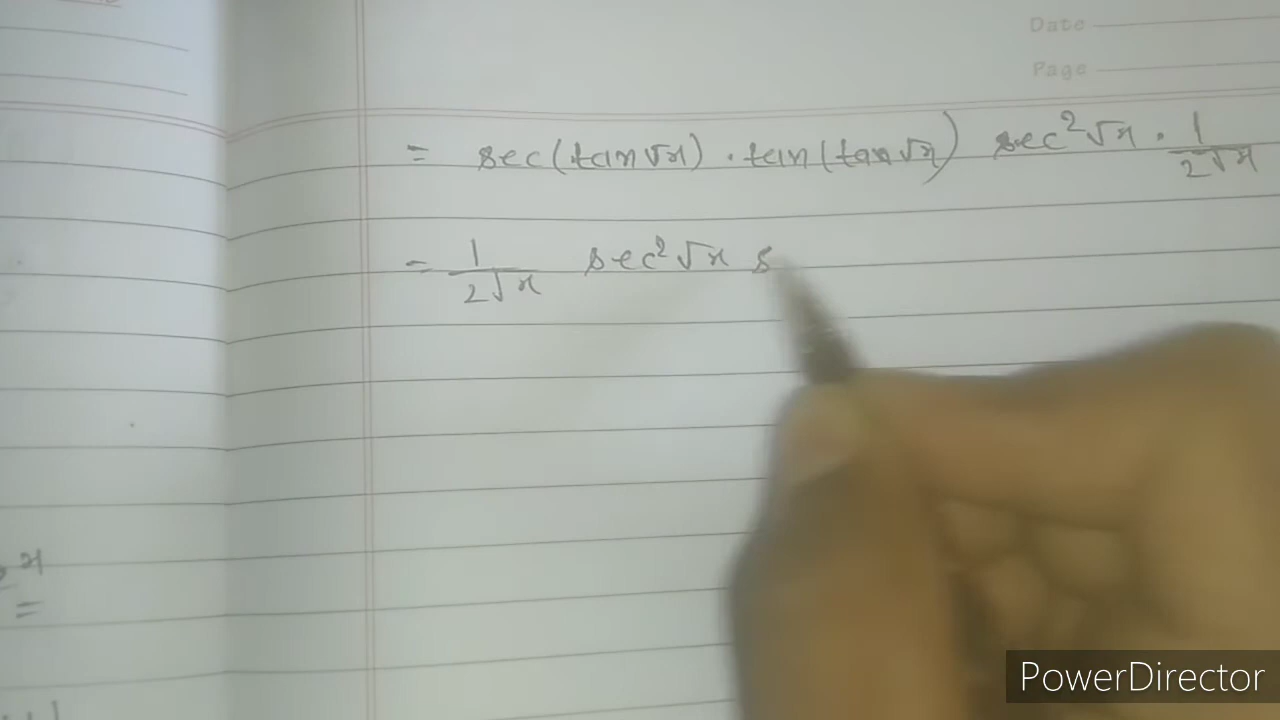 Date
Page
= sec(tan√x) . tan(tan√x) sec²√x . 1/2√x
= 1/2√x sec²√x s
x
=
PowerDirector